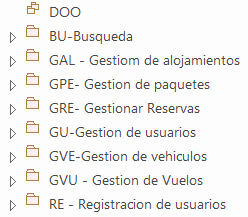 DOO
BU-Busqueda
GAL - Gestiom de alojamientos
GPE- Gestion de paquetes
GRE- Gestionar Reservas
GU-Gestion de usuarios
GVE-Gestion de vehiculos
GVU - Gestion de Vuelos
RE - Registracion de usuarios